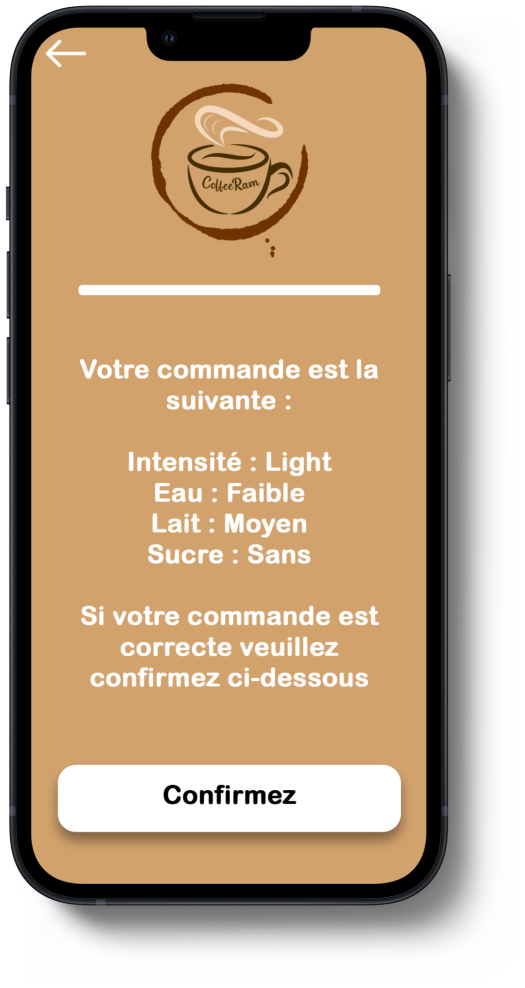 CoffeeRam
Votre commande est la
suivante :
Intensité : Light
Eau : Faible
Lait : Moyen
Sucre : Sans
Si votre commande est
correcte veuillez
confirmez ci-dessous
Confirmez